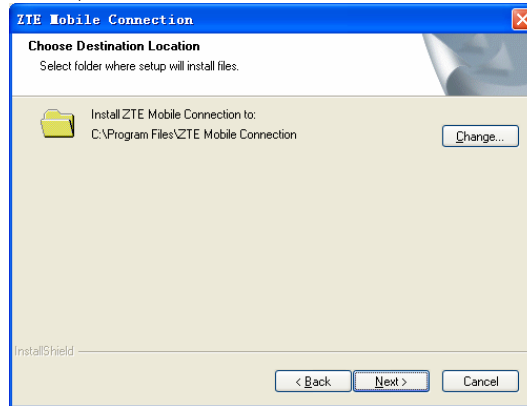 ZTE Mobile Connection
Choose Destination Location
Select folder where setup will install files.
Install ZTE Mobile Connection to:
C:\Program Files\ZTE Mobile Connection
Change...
InstallShield
< Back
Next >
Cancel